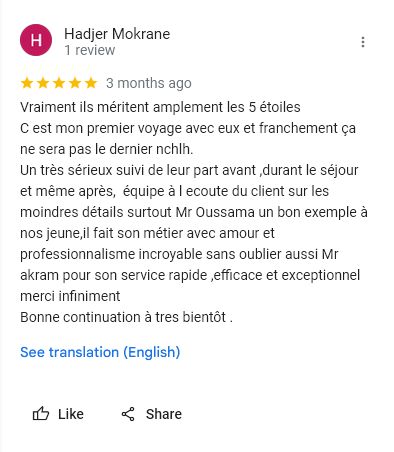 H
Hadjer Mokrane
1 review
3 months ago
Vraiment ils méritent amplement les 5 étoiles
C est mon premier voyage avec eux et franchement ça
ne sera pas le dernier nchlh.
Un très sérieux suivi de leur part avant ,durant le séjour
et même après,  équipe à l ecoute du client sur les
moindres détails surtout Mr Oussama un bon exemple à
nos jeune,il fait son métier avec amour et
professionnalisme incroyable sans oublier aussi Mr
akram pour son service rapide ,efficace et exceptionnel
merci infiniment
Bonne continuation à tres bientôt .
See translation (English)
Like Share